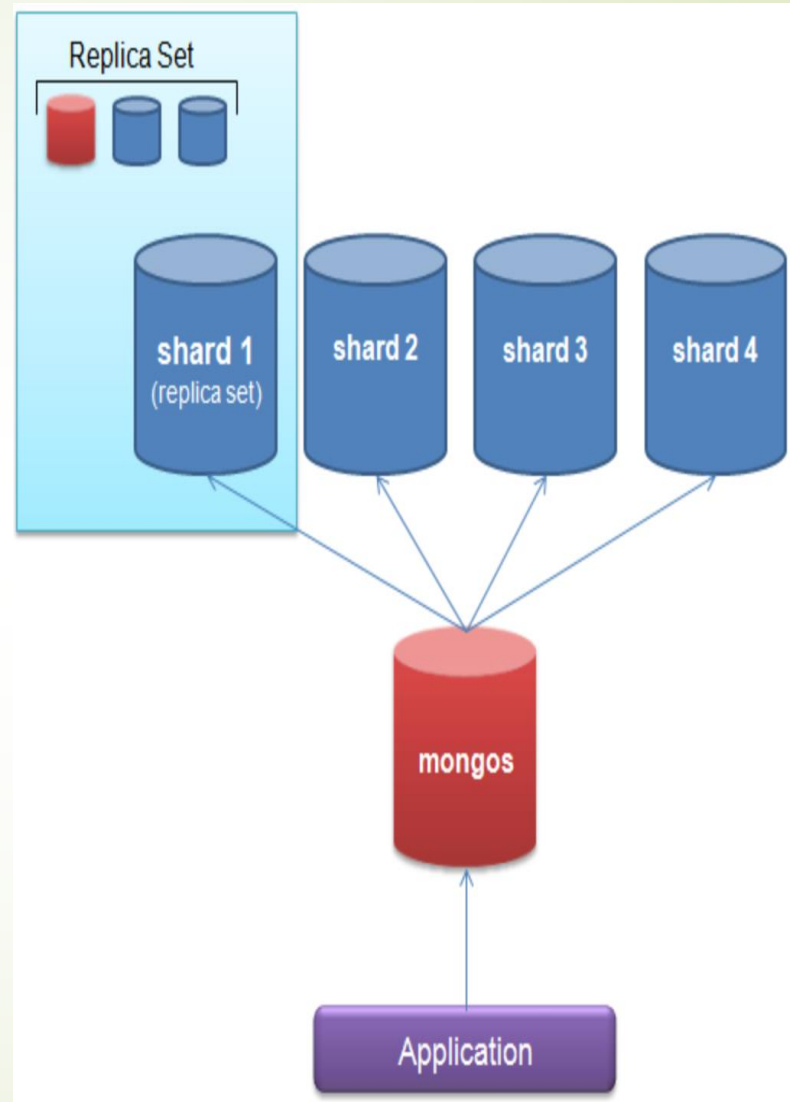 Replica Set
shard 1
(replica set)
shard 2
shard 3
shard 4
mongos
Application